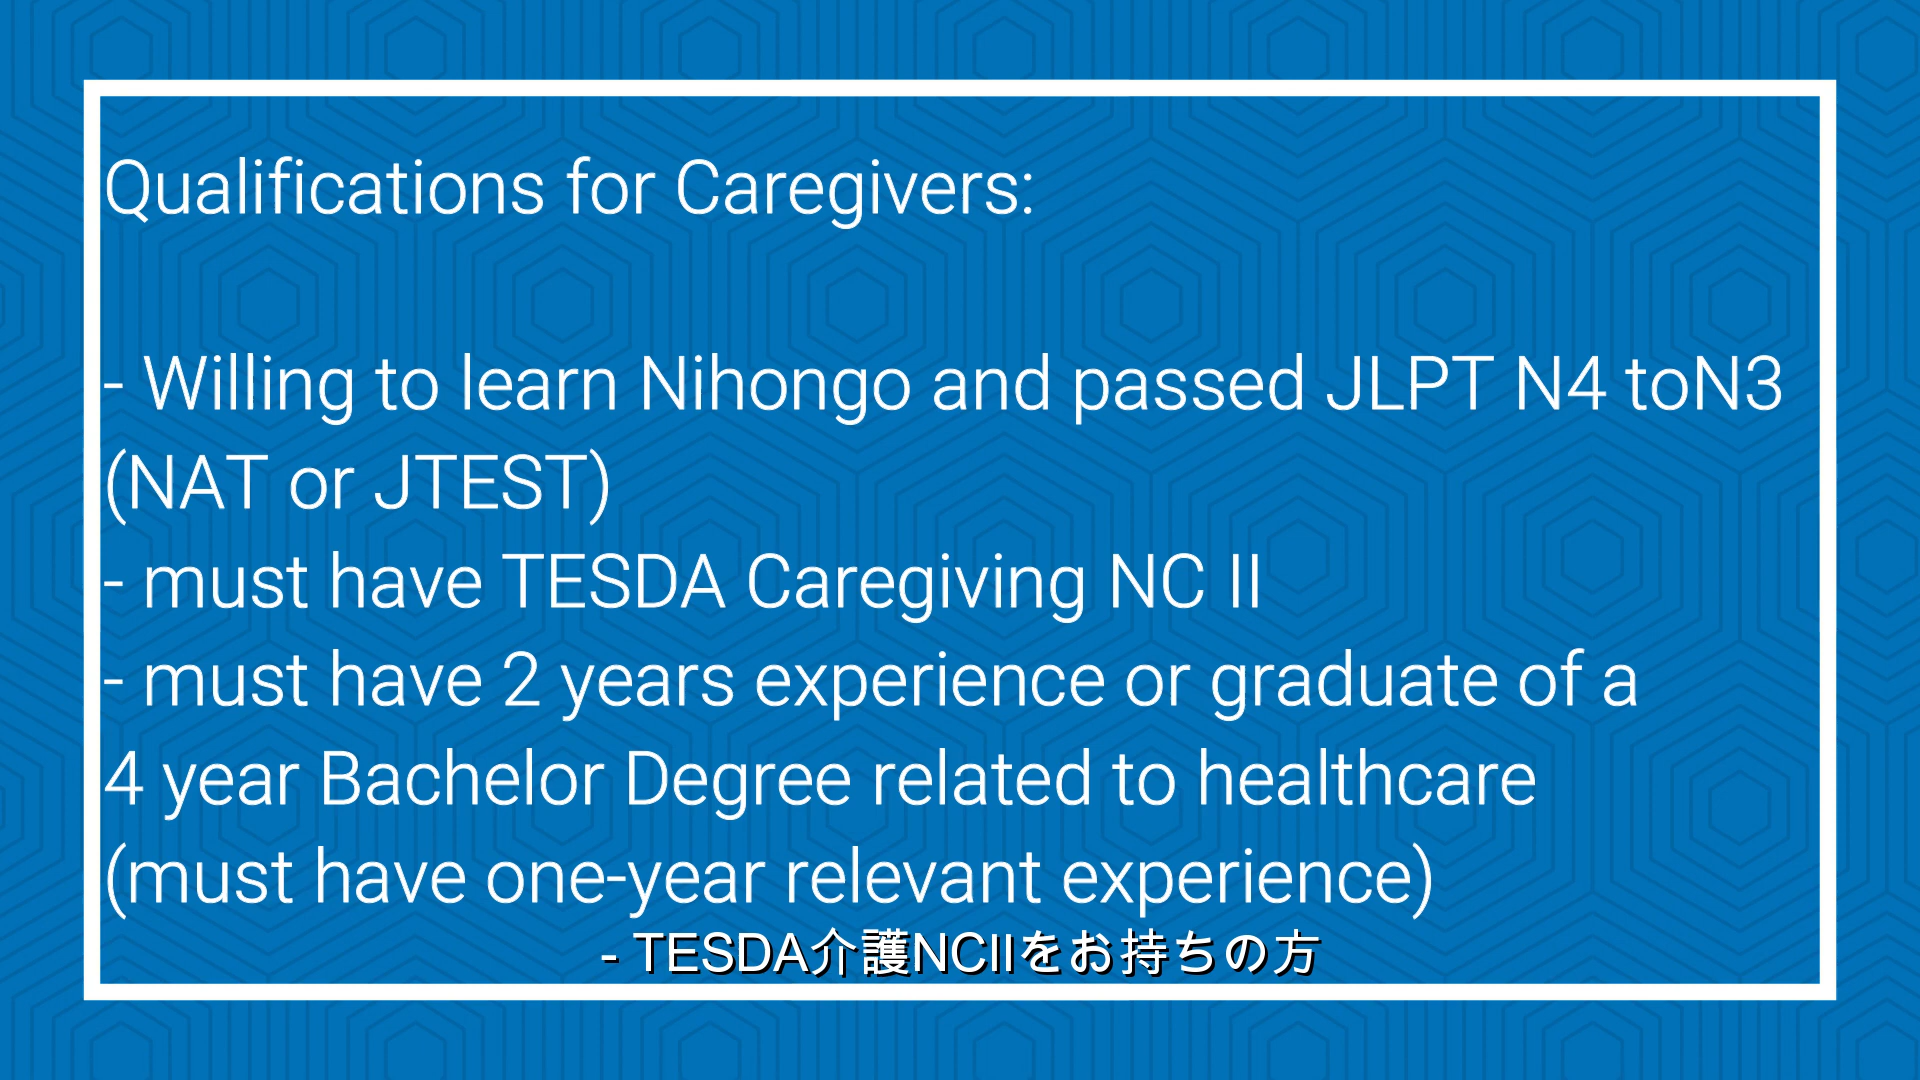 Qualifications for Caregivers:
- Willing to learn Nihongo and passed JLPT N4 toN3
(NAT or JTEST)
- must have TESDA Caregiving NC II
- must have 2 years experience or graduate of a
4 year Bachelor Degree related to healthcare
(must have one-year relevant experience)
- TESDA介護NCIIをお持ちの方